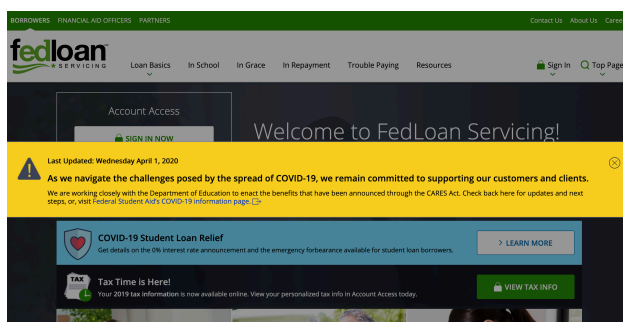 BORROWERS FINANCIAL AID OFFICERS PARTNERS Contact Us About Us Caree
fedloan
SERVICING
Loan Basics In School In Grace In Repayment Trouble Paying Resources Sign In Top Page
Account Access
SIGN IN NOW
Welcome to FedLoan Servicing!
Last Updated: Wednesday April 1, 2020
As we navigate the challenges posed by the spread of COVID-19, we remain committed to supporting our customers and clients.
We are working closely with the Department of Education to enact the benefits that have been announced through the CARES Act. Check back here for updates and next
steps, or, visit Federal Student Aid's COVID-19 information page.
COVID-19 Student Loan Relief
Get details on the 0% interest rate announcement and the emergency forbearance available for student loan borrowers.
> LEARN MORE
TAX
Tax Time is Here!
Your 2019 tax information is now available online. View your personalized tax info in Account Access today.
VIEW TAX INFO